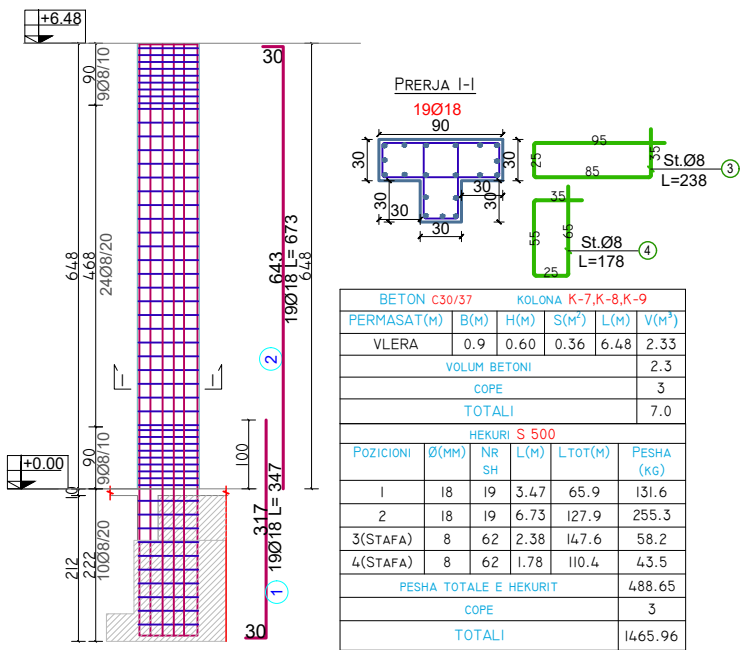 +6.48
90
9Ø8/10
648
468
24Ø8/20
I I
90
9Ø8/10
+0.00
10
212
222
10Ø8/20
30
643
19Ø18 L= 673
648
2
100
317
19Ø18 L= 347
1
30
PRERJA I-I
19Ø18
90
30
30
30
30
30
30
30
95
25
85
35
St.Ø8
L=238
3
35
55
65
25
St.Ø8
L=178
4
BETON C30/37 KOLONA K-7,K-8,K-9
PERMASAT(M) B(M) H(M) S(M²) L(M) V(M³)
VLERA 0.9 0.60 0.36 6.48 2.33
VOLUM BETONI 2.3
COPE 3
TOTALI 7.0
HEKURI S 500
POZICIONI Ø(MM) NR SH L(M) LTOT(M) PESHA (KG)
1 18 19 3.47 65.9 131.6
2 18 19 6.73 127.9 255.3
3(STAFA) 8 62 2.38 147.6 58.2
4(STAFA) 8 62 1.78 110.4 43.5
PESHA TOTALE E HEKURIT 488.65
COPE 3
TOTALI 1465.96